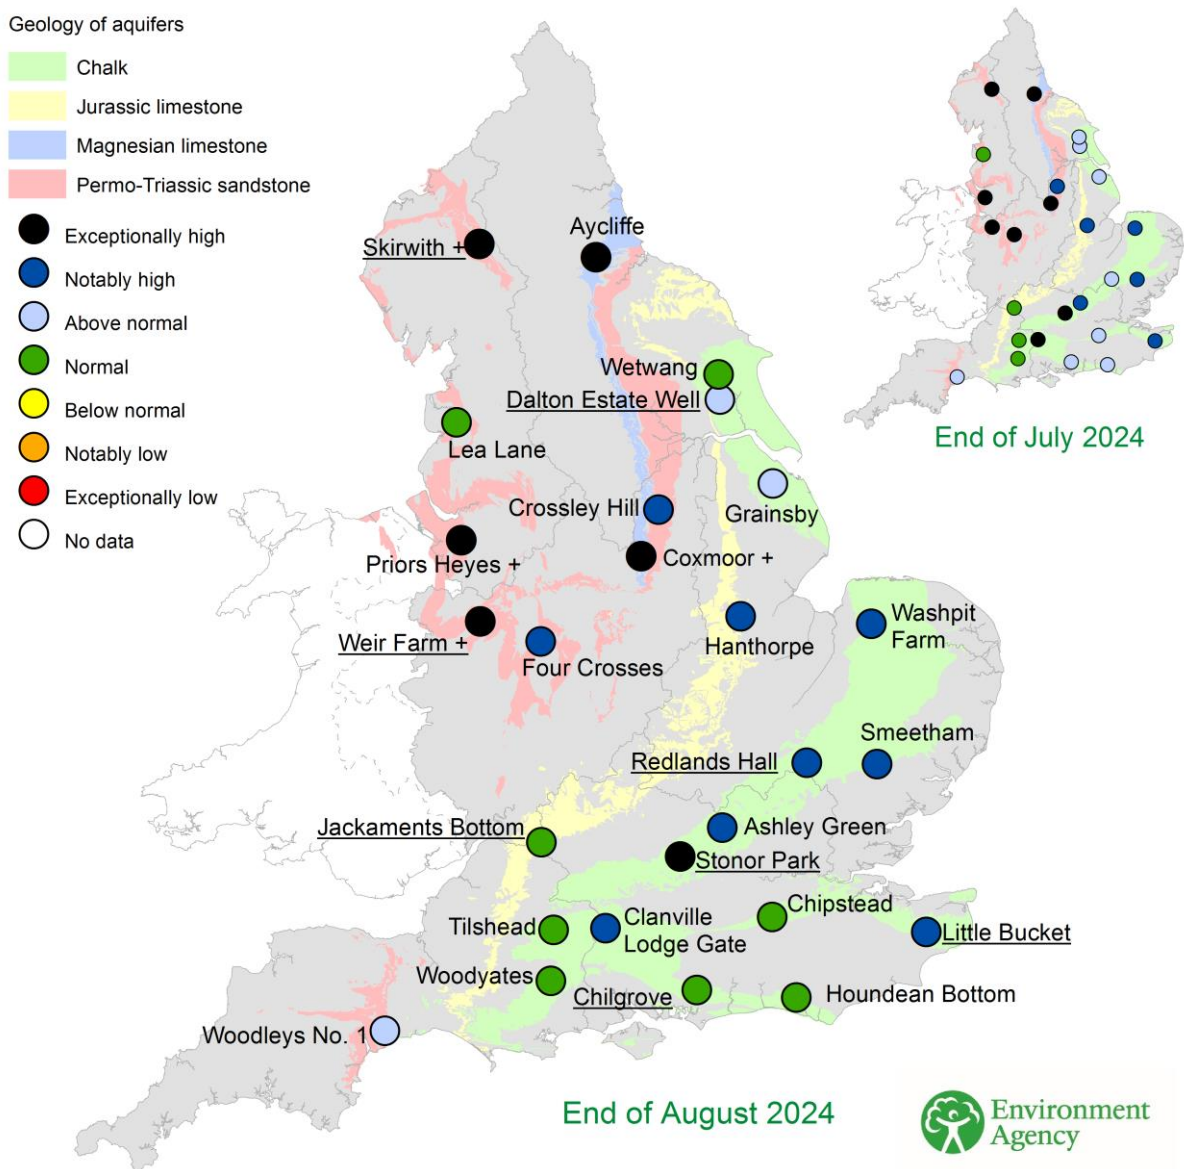 Geology of aquifers
Chalk
Jurassic limestone
Magnesian limestone
Permo-Triassic sandstone
Exceptionally high
Notably high
Above normal
Normal
Below normal
Notably low
Exceptionally low
No data
End of July 2024
Skirwith +
Aycliffe
Wetwang
Dalton Estate Well
Lea Lane
Grainsby
Crossley Hill
Priors Heyes +
Coxmoor +
Weir Farm +
Four Crosses
Hanthorpe
Washpit
Farm
Redlands Hall
Smeetham
Jackaments Bottom
Ashley Green
Stonor Park
Tilshead
Clanville
Lodge Gate
Chipstead
Little Bucket
Woodyates
Chilgrove
Houndean Bottom
Woodleys No. 1
End of August 2024
Environment
Agency